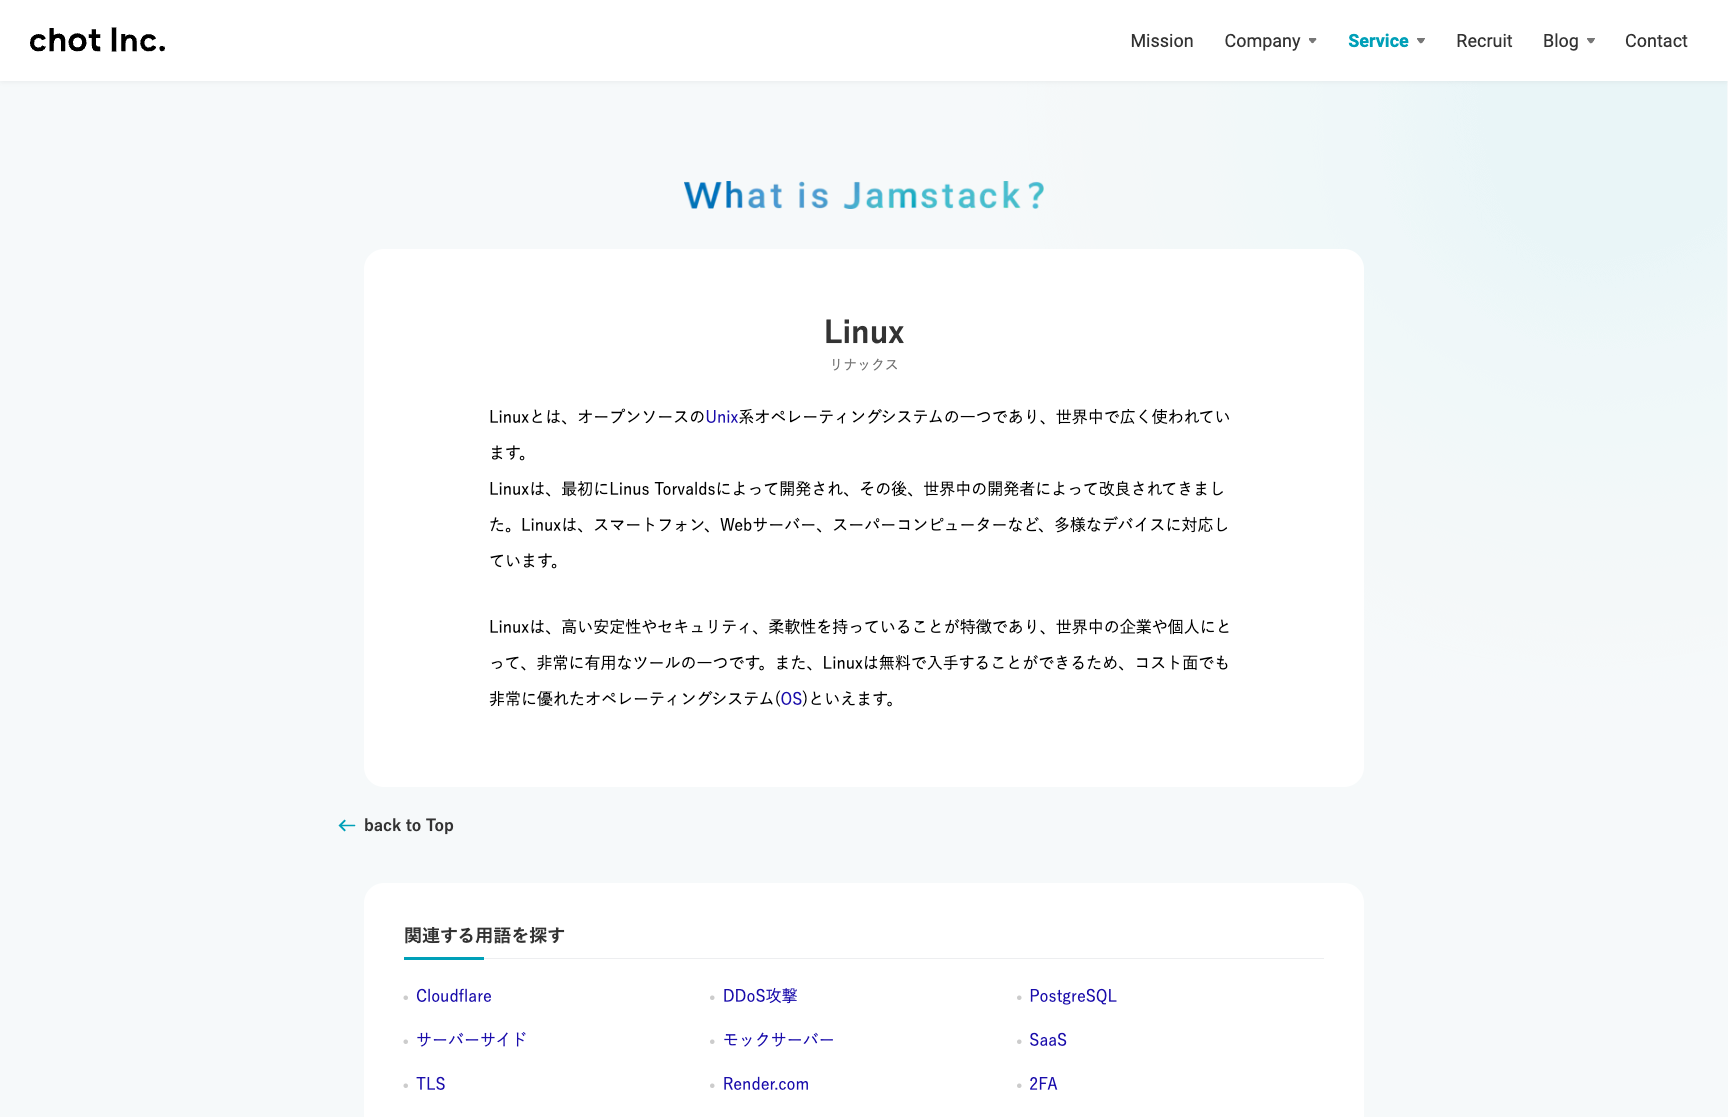 chot Inc.
Mission
Company
Service
Recruit
Blog
Contact
What is Jamstack?
Linux
リナックス
Linuxとは、オープンソースのUnix系オペレーティングシステムの一つであり、世界中で広く使われてい
ます。
Linuxは、最初にLinus Torvaldsによって開発され、その後、世界中の開発者によって改良されてきまし
た。Linuxは、スマートフォン、Webサーバー、スーパーコンピューターなど、多様なデバイスに対応し
ています。
Linuxは、高い安定性やセキュリティ、柔軟性を持っていることが特徴であり、世界中の企業や個人にと
って、非常に有用なツールの一つです。また、Linuxは無料で入手することができるため、コスト面でも
非常に優れたオペレーティングシステム(OS)といえます。
back to Top
関連する用語を探す
Cloudflare
DDoS攻撃
PostgreSQL
サーバーサイド
モックサーバー
SaaS
TLS
Render.com
2FA